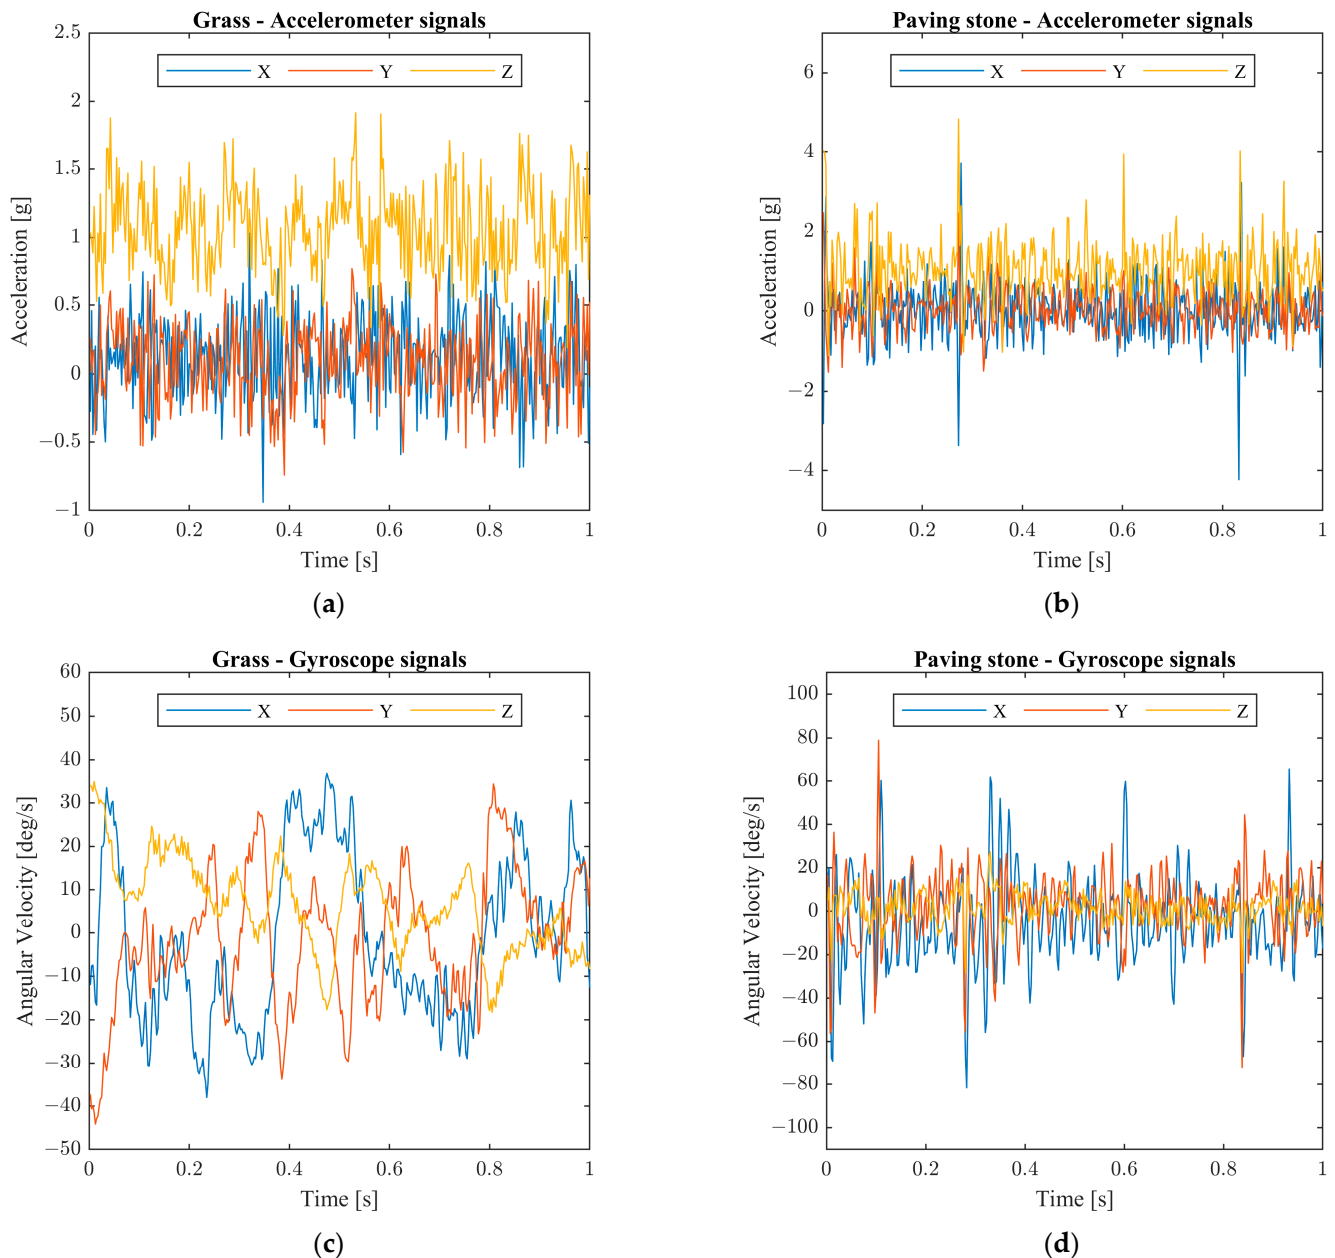 Grass - Accelerometer signals
2.5
2
1.5
1
0.5
0
−0.5
−1
Acceleration [g]
X Y Z
0 0.2 0.4 0.6 0.8 1
Time [s]
(a)
Paving stone - Accelerometer signals
6
4
2
0
−2
−4
Acceleration [g]
X Y Z
0 0.2 0.4 0.6 0.8 1
Time [s]
(b)
Grass - Gyroscope signals
60
50
40
30
20
10
0
−10
−20
−30
−40
−50
Angular Velocity [deg/s]
X Y Z
0 0.2 0.4 0.6 0.8 1
Time [s]
(c)
Paving stone - Gyroscope signals
100
80
60
40
20
0
−20
−40
−60
−80
−100
Angular Velocity [deg/s]
X Y Z
0 0.2 0.4 0.6 0.8 1
Time [s]
(d)